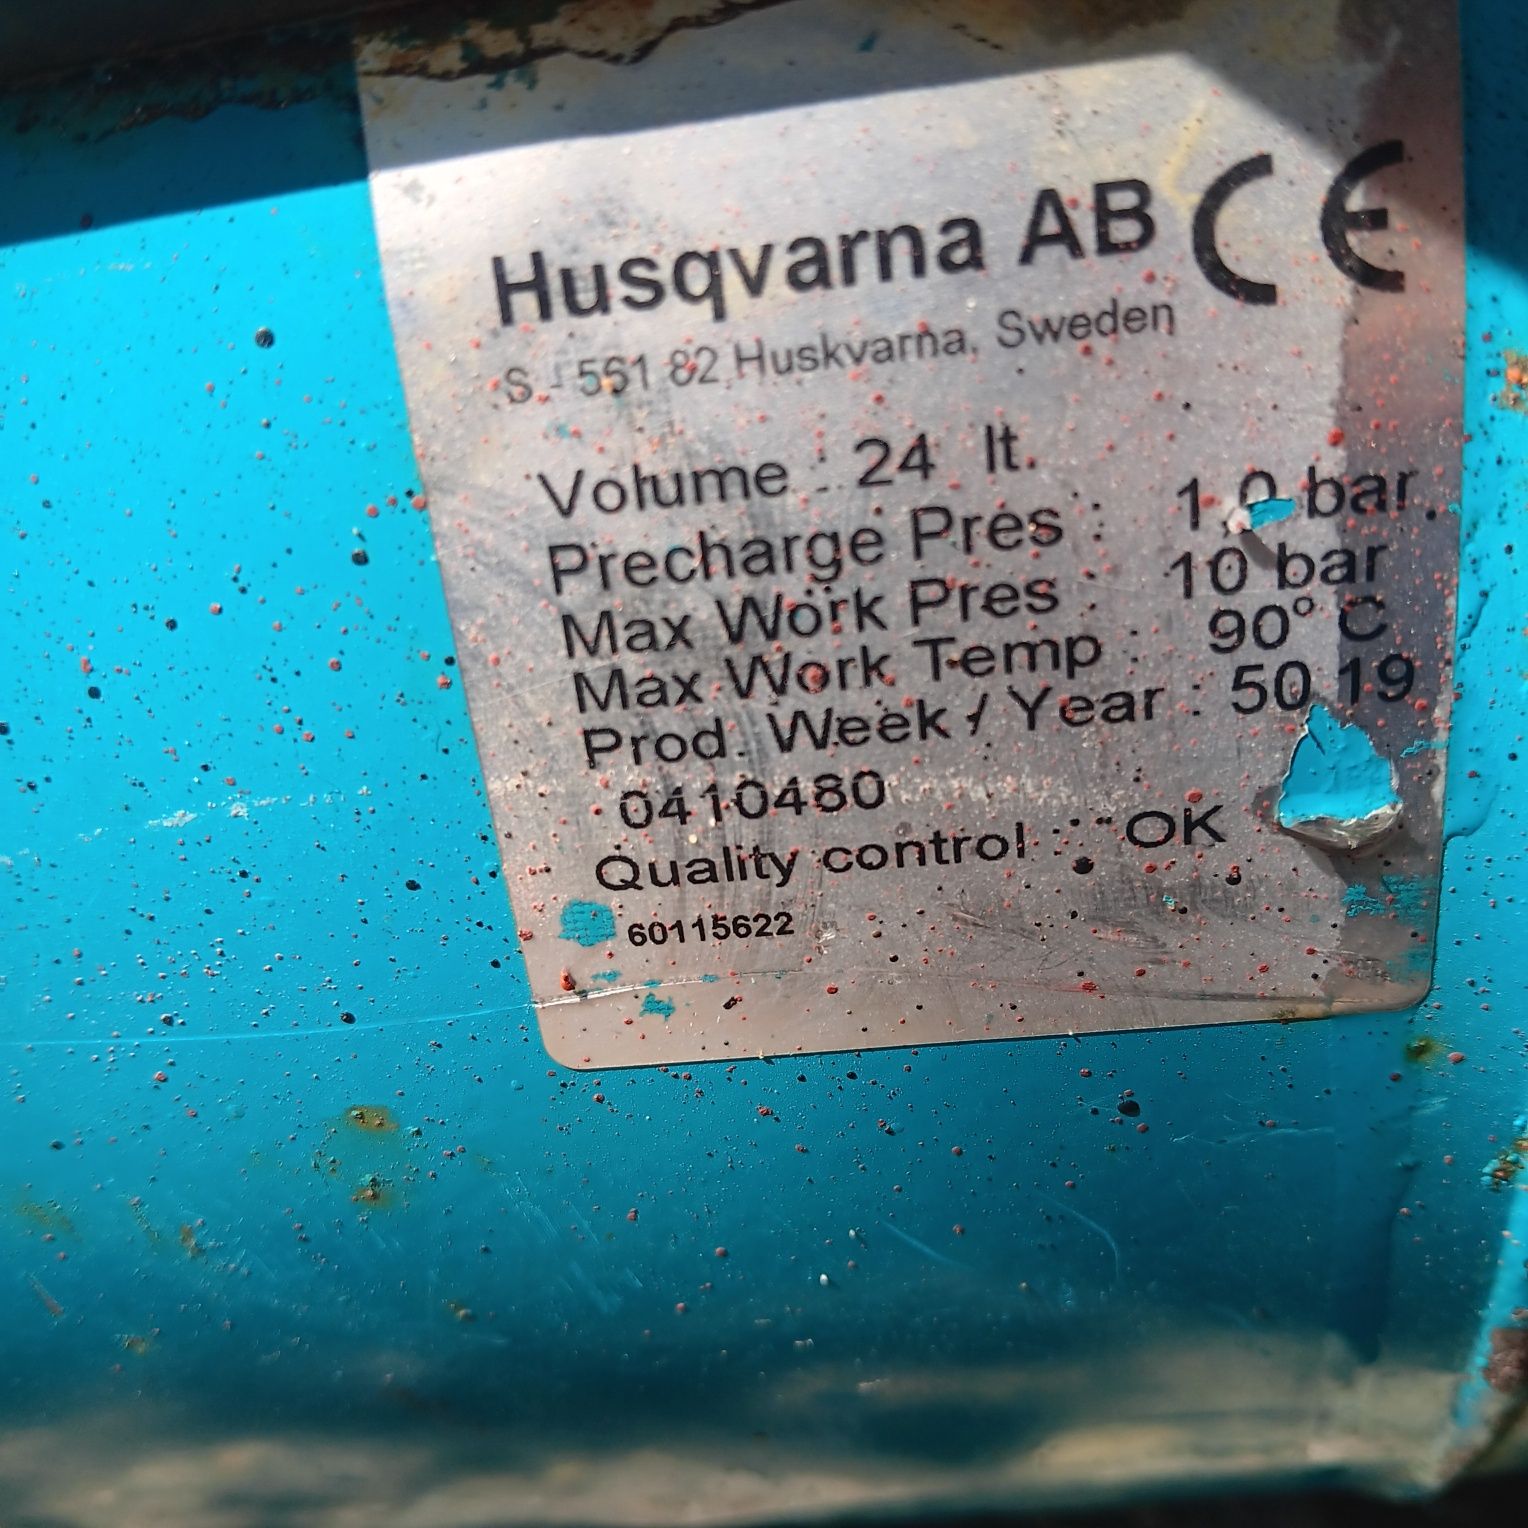 Husqvarna AB CE
S - 561 82 Huskvarna, Sweden
Volume : 24 lt.
Precharge Pres : 1.0 bar.
Max Work Pres : 10 bar
Max Work Temp : 90° C
Prod. Week / Year : 50 19
0410480
Quality control : OK
60115622